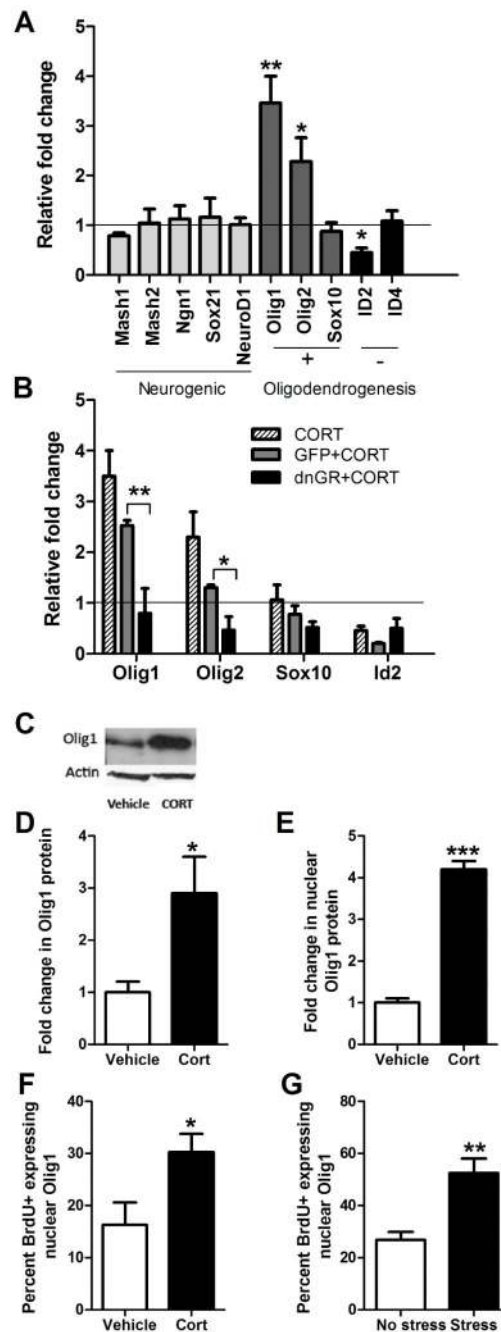 A
Relative fold change
5
4
3
2
1
0
**
*
*
Mash1
Mash2
Ngn1
Sox21
NeuroD1
Olig1
Olig2
Sox10
ID2
ID4
+
-
Neurogenic
Oligodendrogenesis
B
Relative fold change
5
4
3
2
1
0
CORT
GFP+CORT
dnGR+CORT
**
*
Olig1
Olig2
Sox10
Id2
C
Olig1
Actin
Vehicle
CORT
D
Fold change in Olig1 protein
4
3
2
1
0
*
Vehicle
Cort
E
Fold change in nuclear
Olig1 protein
5
4
3
2
1
0
***
Vehicle
Cort
F
Percent BrdU+ expressing
nuclear Olig1
40
30
20
10
0
*
Vehicle
Cort
G
Percent BrdU+ expressing
nuclear Olig1
80
60
40
20
0
**
No stress
Stress